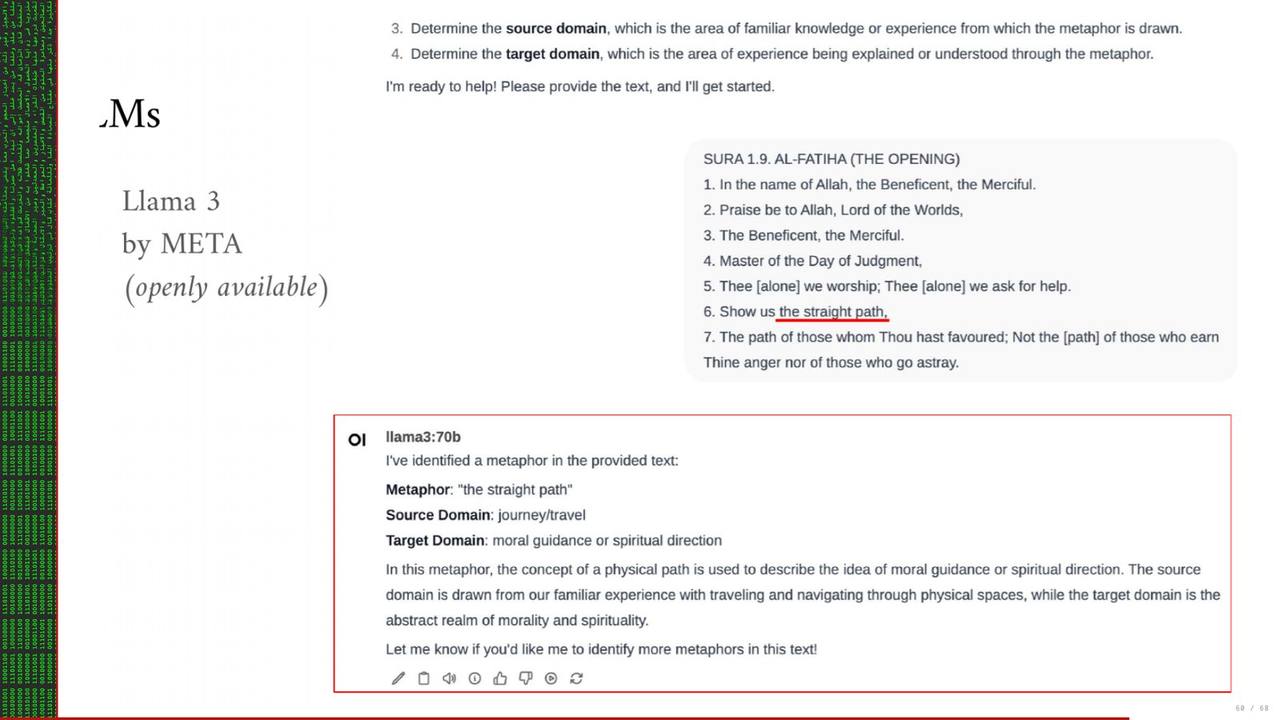 3. Determine the source domain, which is the area of familiar knowledge or experience from which the metaphor is drawn.
4. Determine the target domain, which is the area of experience being explained or understood through the metaphor.
I'm ready to help! Please provide the text, and I'll get started.
Ms
Llama 3
by META
(openly available)
SURA 1.9. AL-FATIHA (THE OPENING)
1. In the name of Allah, the Beneficent, the Merciful.
2. Praise be to Allah, Lord of the Worlds,
3. The Beneficent, the Merciful.
4. Master of the Day of Judgment,
5. Thee [alone] we worship; Thee [alone] we ask for help.
6. Show us the straight path,
7. The path of those whom Thou hast favoured; Not the [path] of those who earn
Thine anger nor of those who go astray.
OI llama3:70b
I've identified a metaphor in the provided text:
Metaphor: "the straight path"
Source Domain: journey/travel
Target Domain: moral guidance or spiritual direction
In this metaphor, the concept of a physical path is used to describe the idea of moral guidance or spiritual direction. The source
domain is drawn from our familiar experience with traveling and navigating through physical spaces, while the target domain is the
abstract realm of morality and spirituality.
Let me know if you'd like me to identify more metaphors in this text!
60 / 68